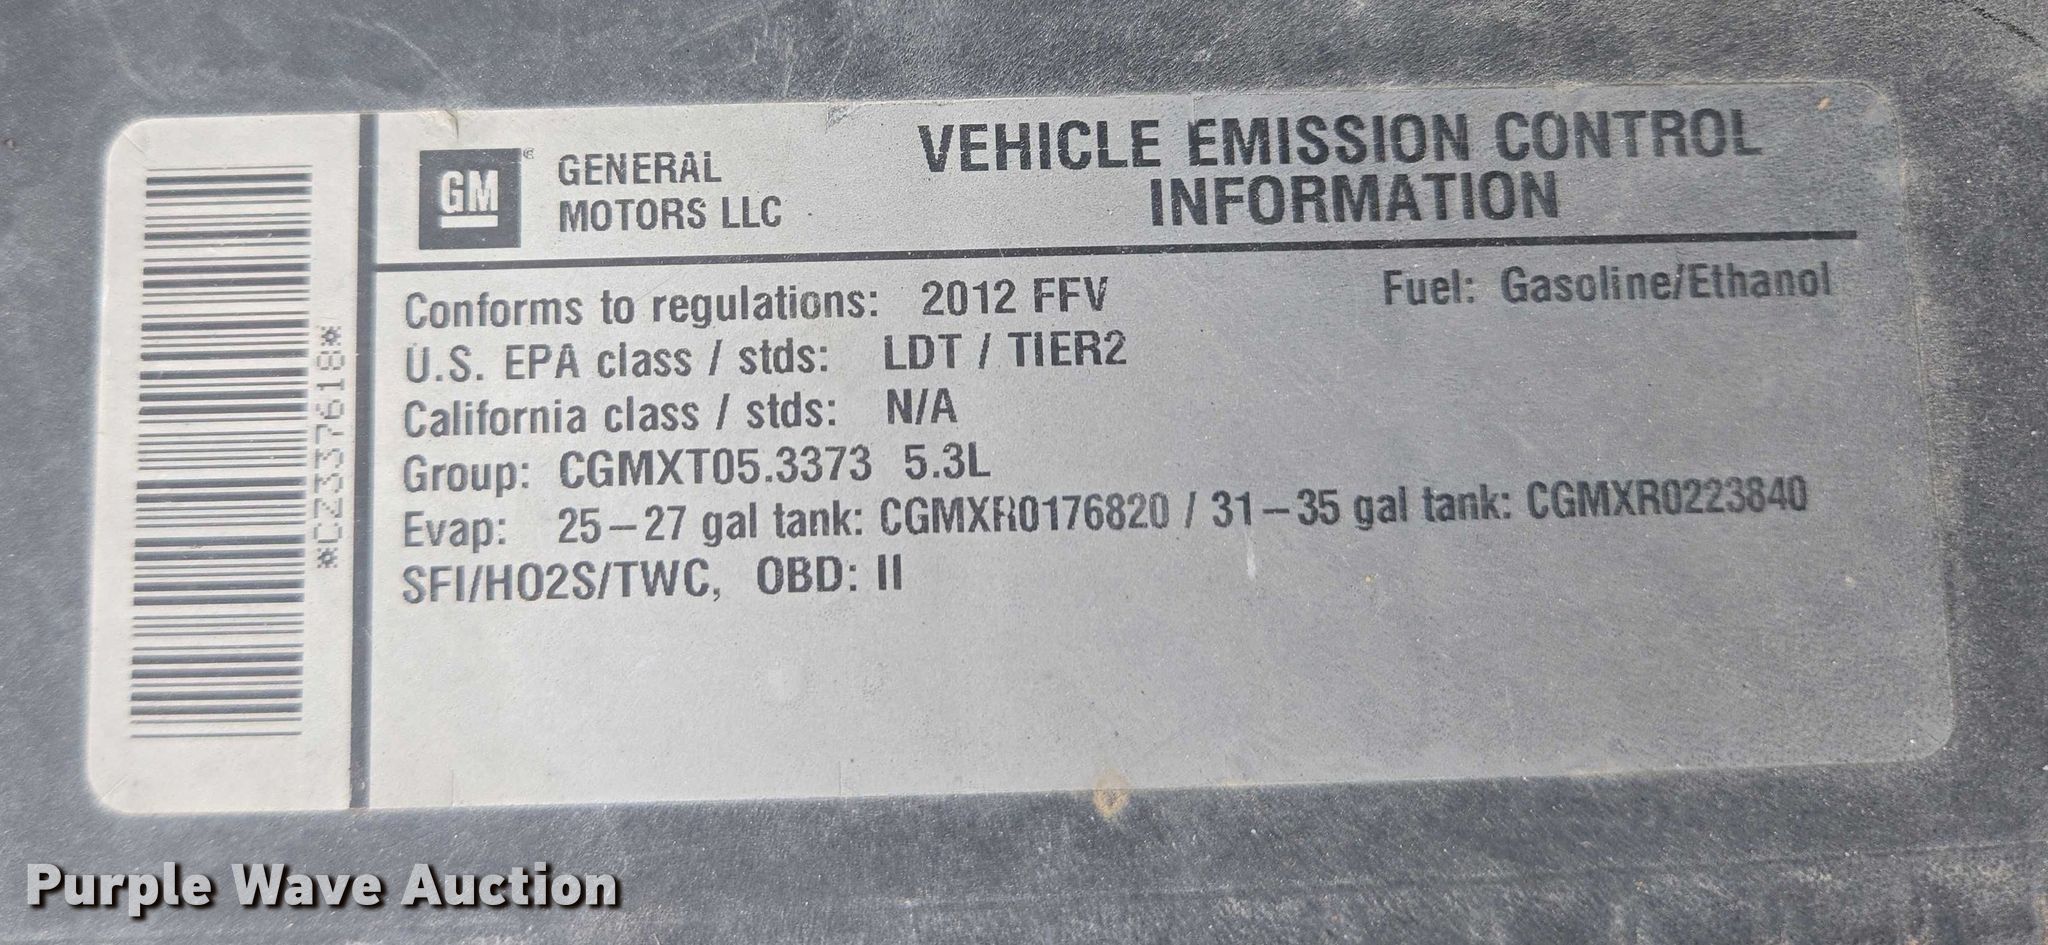 GM
GENERAL
MOTORS LLC
VEHICLE EMISSION CONTROL
INFORMATION
Conforms to regulations: 2012 FFV
Fuel: Gasoline/Ethanol
U.S. EPA class / stds: LDT / TIER2
California class / stds: N/A
Group: CGMXT05.3373 5.3L
Evap: 25–27 gal tank: CGMXR0176820 / 31–35 gal tank: CGMXR0223840
SFI/HO2S/TWC, OBD: II
*CZ337618*
Purple Wave Auction